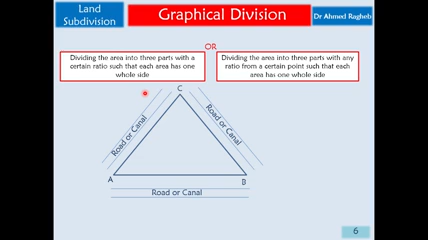 Land
Subdivision
Graphical Division
Dr Ahmed Ragheb
OR
Dividing the area into three parts with a
certain ratio such that each area has one
whole side
Dividing the area into three parts with any
ratio from a certain point such that each
area has one whole side
C
Road or Canal
Road or Canal
A
B
Road or Canal
6